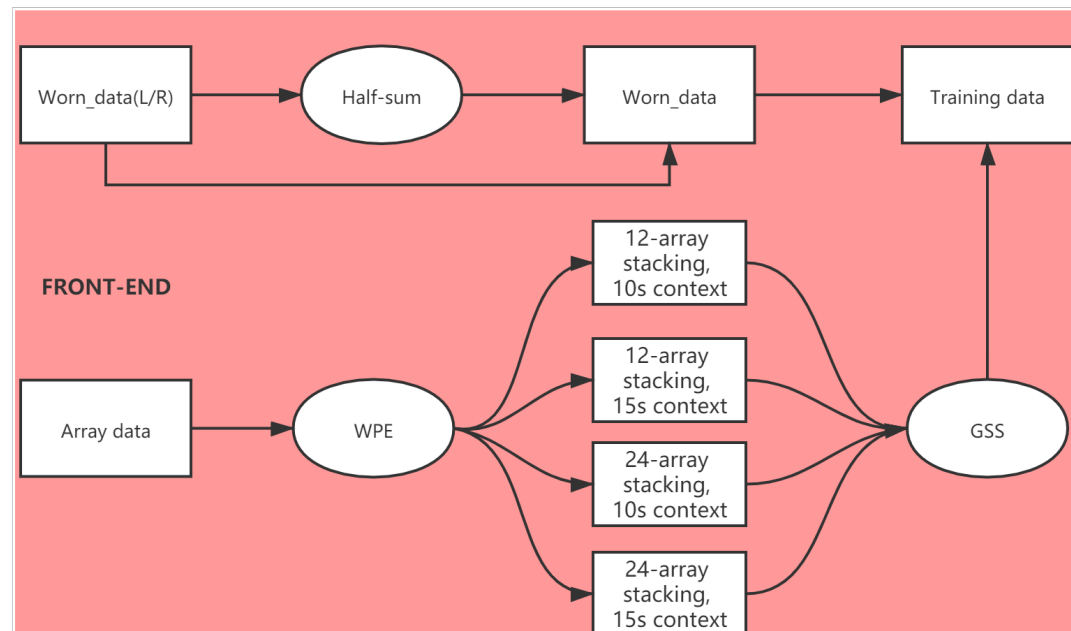 Worn_data(L/R)
Half-sum
Worn_data
Training data
12-array
stacking,
10s context
FRONT-END
12-array
stacking,
15s context
Array data
WPE
GSS
24-array
stacking,
10s context
24-array
stacking,
15s context